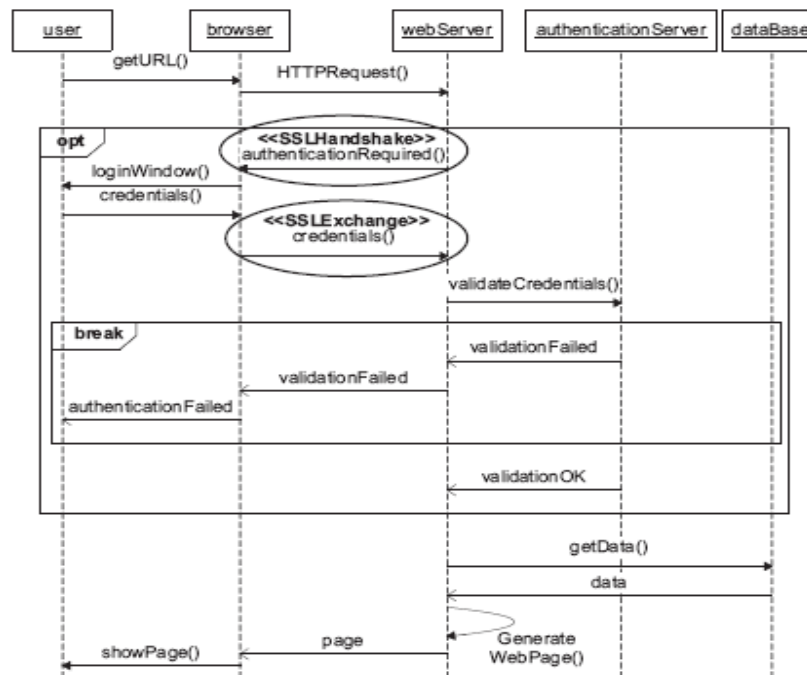 user
browser
webServer
authenticationServer
dataBase
getURL()
HTTPRequest()
opt
<<SSLHandshake>>
authenticationRequired()
loginWindow()
credentials()
<<SSLExchange>>
credentials()
validateCredentials()
break
validationFailed
validationFailed
authenticationFailed
validationOK
getData()
data
Generate
WebPage()
page
showPage()